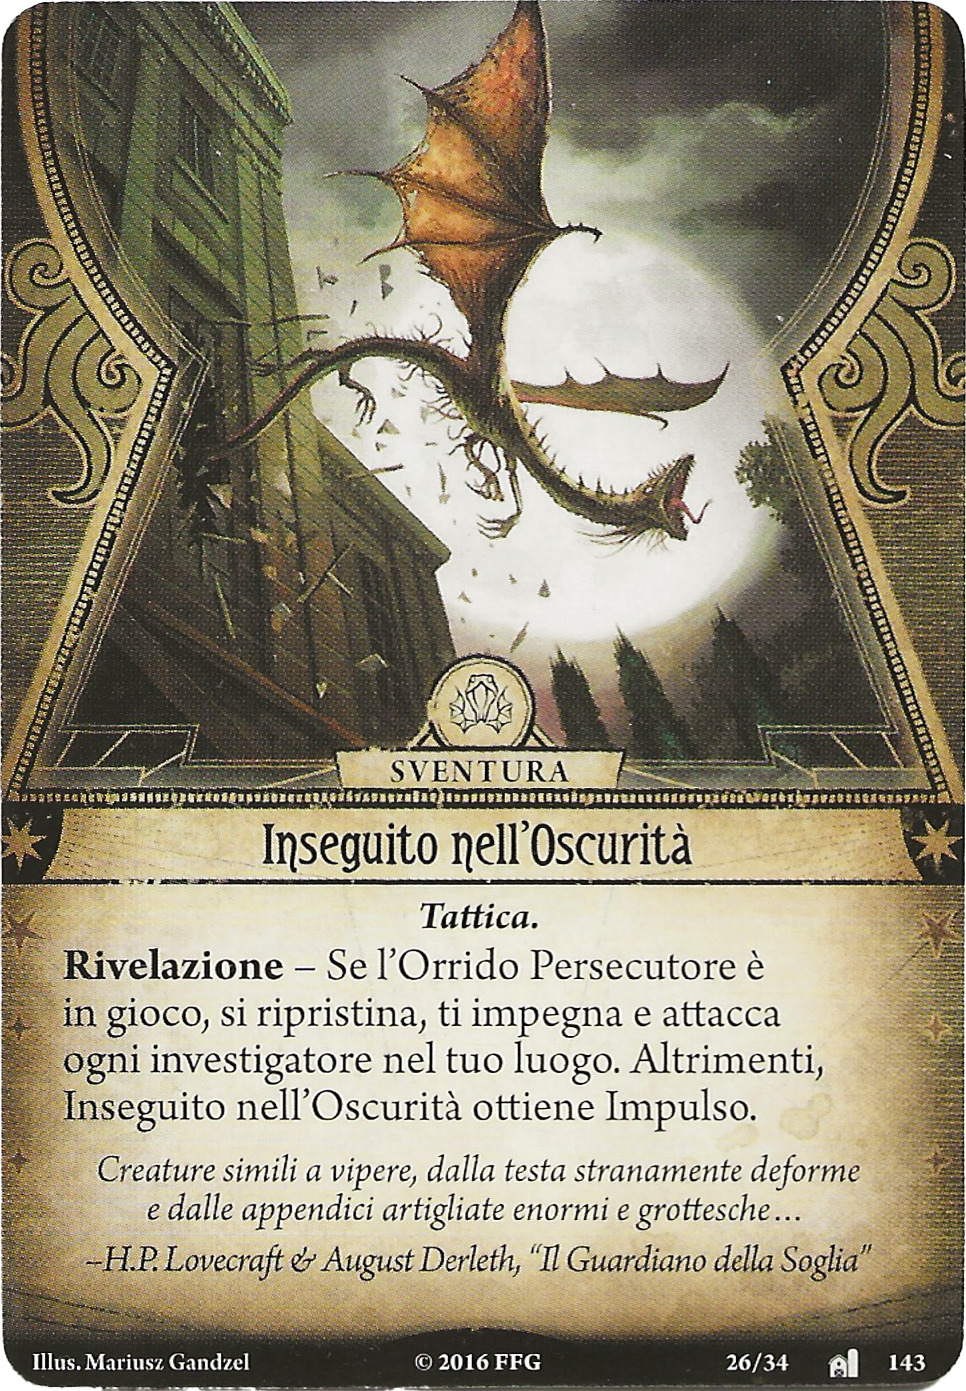 SVENTURA
Inseguito nell'Oscurità
Tattica.
Rivelazione – Se l'Orrido Persecutore è
in gioco, si ripristina, ti impegna e attacca
ogni investigatore nel tuo luogo. Altrimenti,
Inseguito nell'Oscurità ottiene Impulso.
Creature simili a vipere, dalla testa stranamente deforme
e dalle appendici artigliate enormi e grottesche…
–H.P. Lovecraft & August Derleth, "Il Guardiano della Soglia"
Illus. Mariusz Gandzel © 2016 FFG 26/34 143